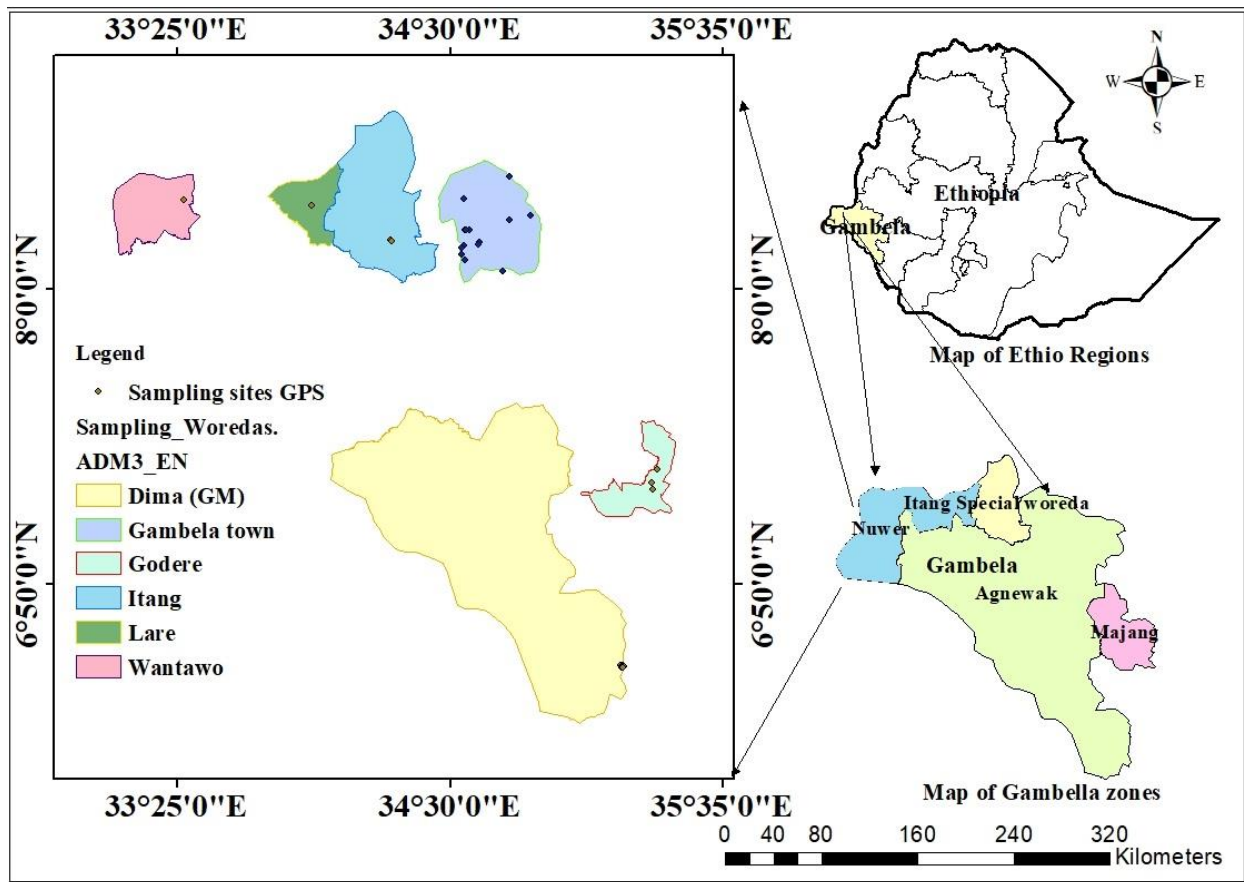 33°25'0"E
34°30'0"E
35°35'0"E
8°0'0"N
6°50'0"N
Legend
Sampling sites GPS
Sampling_Woredas.
ADM3_EN
Dima (GM)
Gambela town
Godere
Itang
Lare
Wantawo
33°25'0"E
34°30'0"E
35°35'0"E
N
W
E
S
Ethiopia
Gambela
Map of Ethio Regions
8°0'0"N
6°50'0"N
Itang Special woreda
Nuwer
Gambela
Agnewak
Majang
Map of Gambella zones
0 40 80 160 240 320
Kilometers